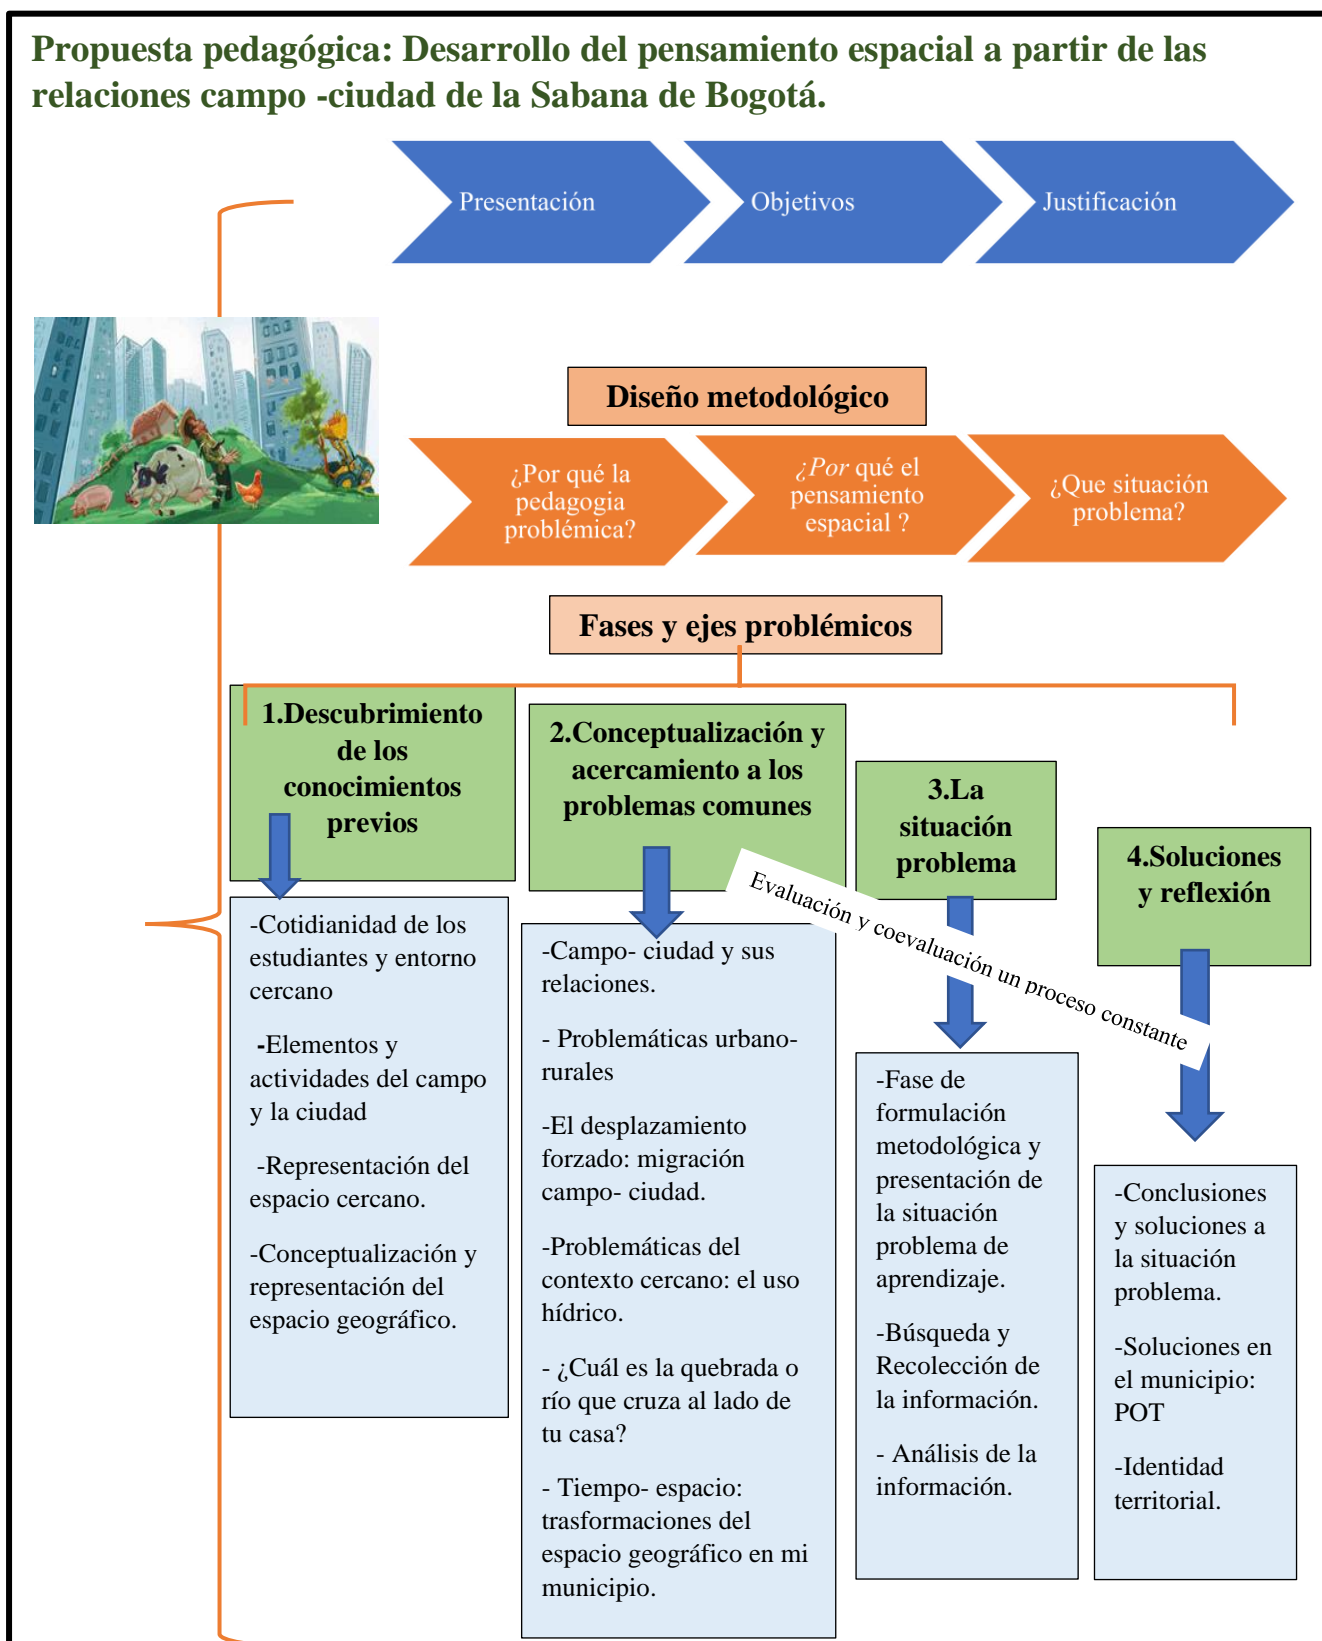 Propuesta pedagógica: Desarrollo del pensamiento espacial a partir de las
relaciones campo -ciudad de la Sabana de Bogotá.
Presentación
Objetivos
Justificación
Diseño metodológico
¿Por qué la
pedagogia
problémica?
¿Por qué el
pensamiento
espacial ?
¿Que situación
problema?
Fases y ejes problémicos
1.Descubrimiento
de los
conocimientos
previos
-Cotidianidad de los
estudiantes y entorno
cercano
-Elementos y
actividades del campo
y la ciudad
-Representación del
espacio cercano.
-Conceptualización y
representación del
espacio geográfico.
2.Conceptualización y
acercamiento a los
problemas comunes
-Campo- ciudad y sus
relaciones.
- Problemáticas urbano-
rurales
-El desplazamiento
forzado: migración
campo- ciudad.
-Problemáticas del
contexto cercano: el uso
hídrico.
- ¿Cuál es la quebrada o
río que cruza al lado de
tu casa?
- Tiempo- espacio:
trasformaciones del
espacio geográfico en mi
municipio.
3.La
situación
problema
Evaluación y coevaluación un proceso constante
-Fase de
formulación
metodológica y
presentación de
la situación
problema de
aprendizaje.
-Búsqueda y
Recolección de
la información.
- Análisis de la
información.
4.Soluciones
y reflexión
-Conclusiones
y soluciones a
la situación
problema.
-Soluciones en
el municipio:
POT
-Identidad
territorial.